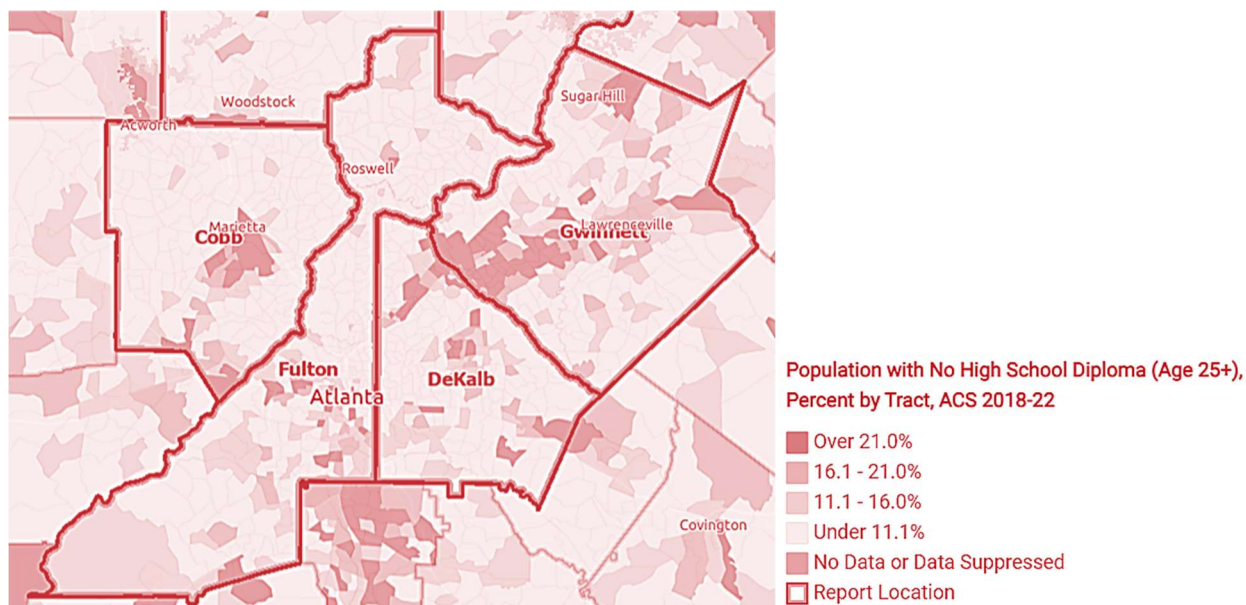 Woodstock
Sugar Hill
Acworth
Roswell
Marietta
Cobb
Lawrenceville
Gwinnett
Fulton
Atlanta
DeKalb
Covington
Population with No High School Diploma (Age 25+),
Percent by Tract, ACS 2018-22
Over 21.0%
16.1 - 21.0%
11.1 - 16.0%
Under 11.1%
No Data or Data Suppressed
Report Location